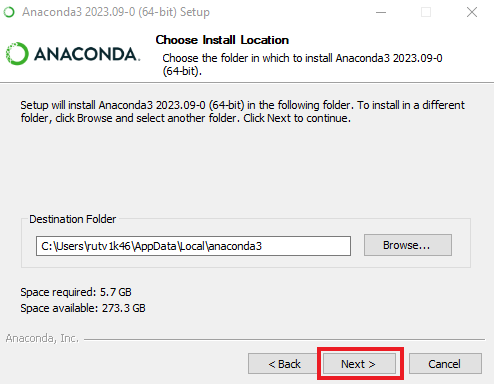 Anaconda3 2023.09-0 (64-bit) Setup
ANACONDA.
Choose Install Location
Choose the folder in which to install Anaconda3 2023.09-0
(64-bit).
Setup will install Anaconda3 2023.09-0 (64-bit) in the following folder. To install in a different
folder, click Browse and select another folder. Click Next to continue.
Destination Folder
C:\Users\rutv1k46\AppData\Local\anaconda3
Browse...
Space required: 5.7 GB
Space available: 273.3 GB
Anaconda, Inc.
< Back
Next >
Cancel